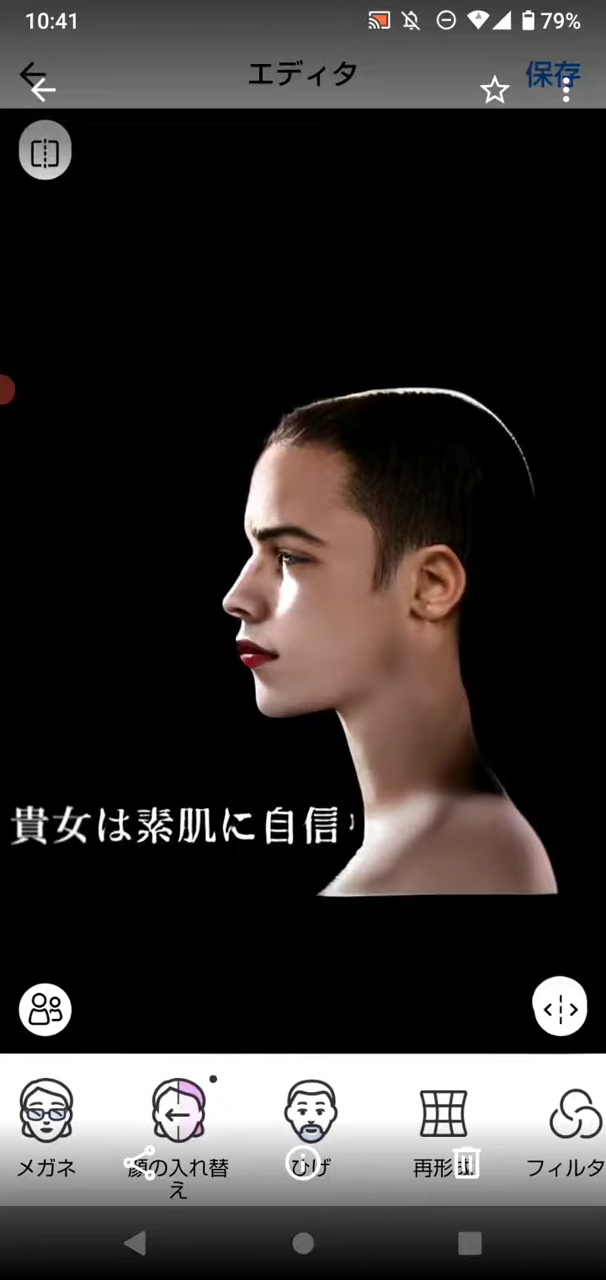 10:41
79%
エディタ
保存
貴女は素肌に自信
メガネ
顔の入れ替
え
ひげ
再形成
フィルタ